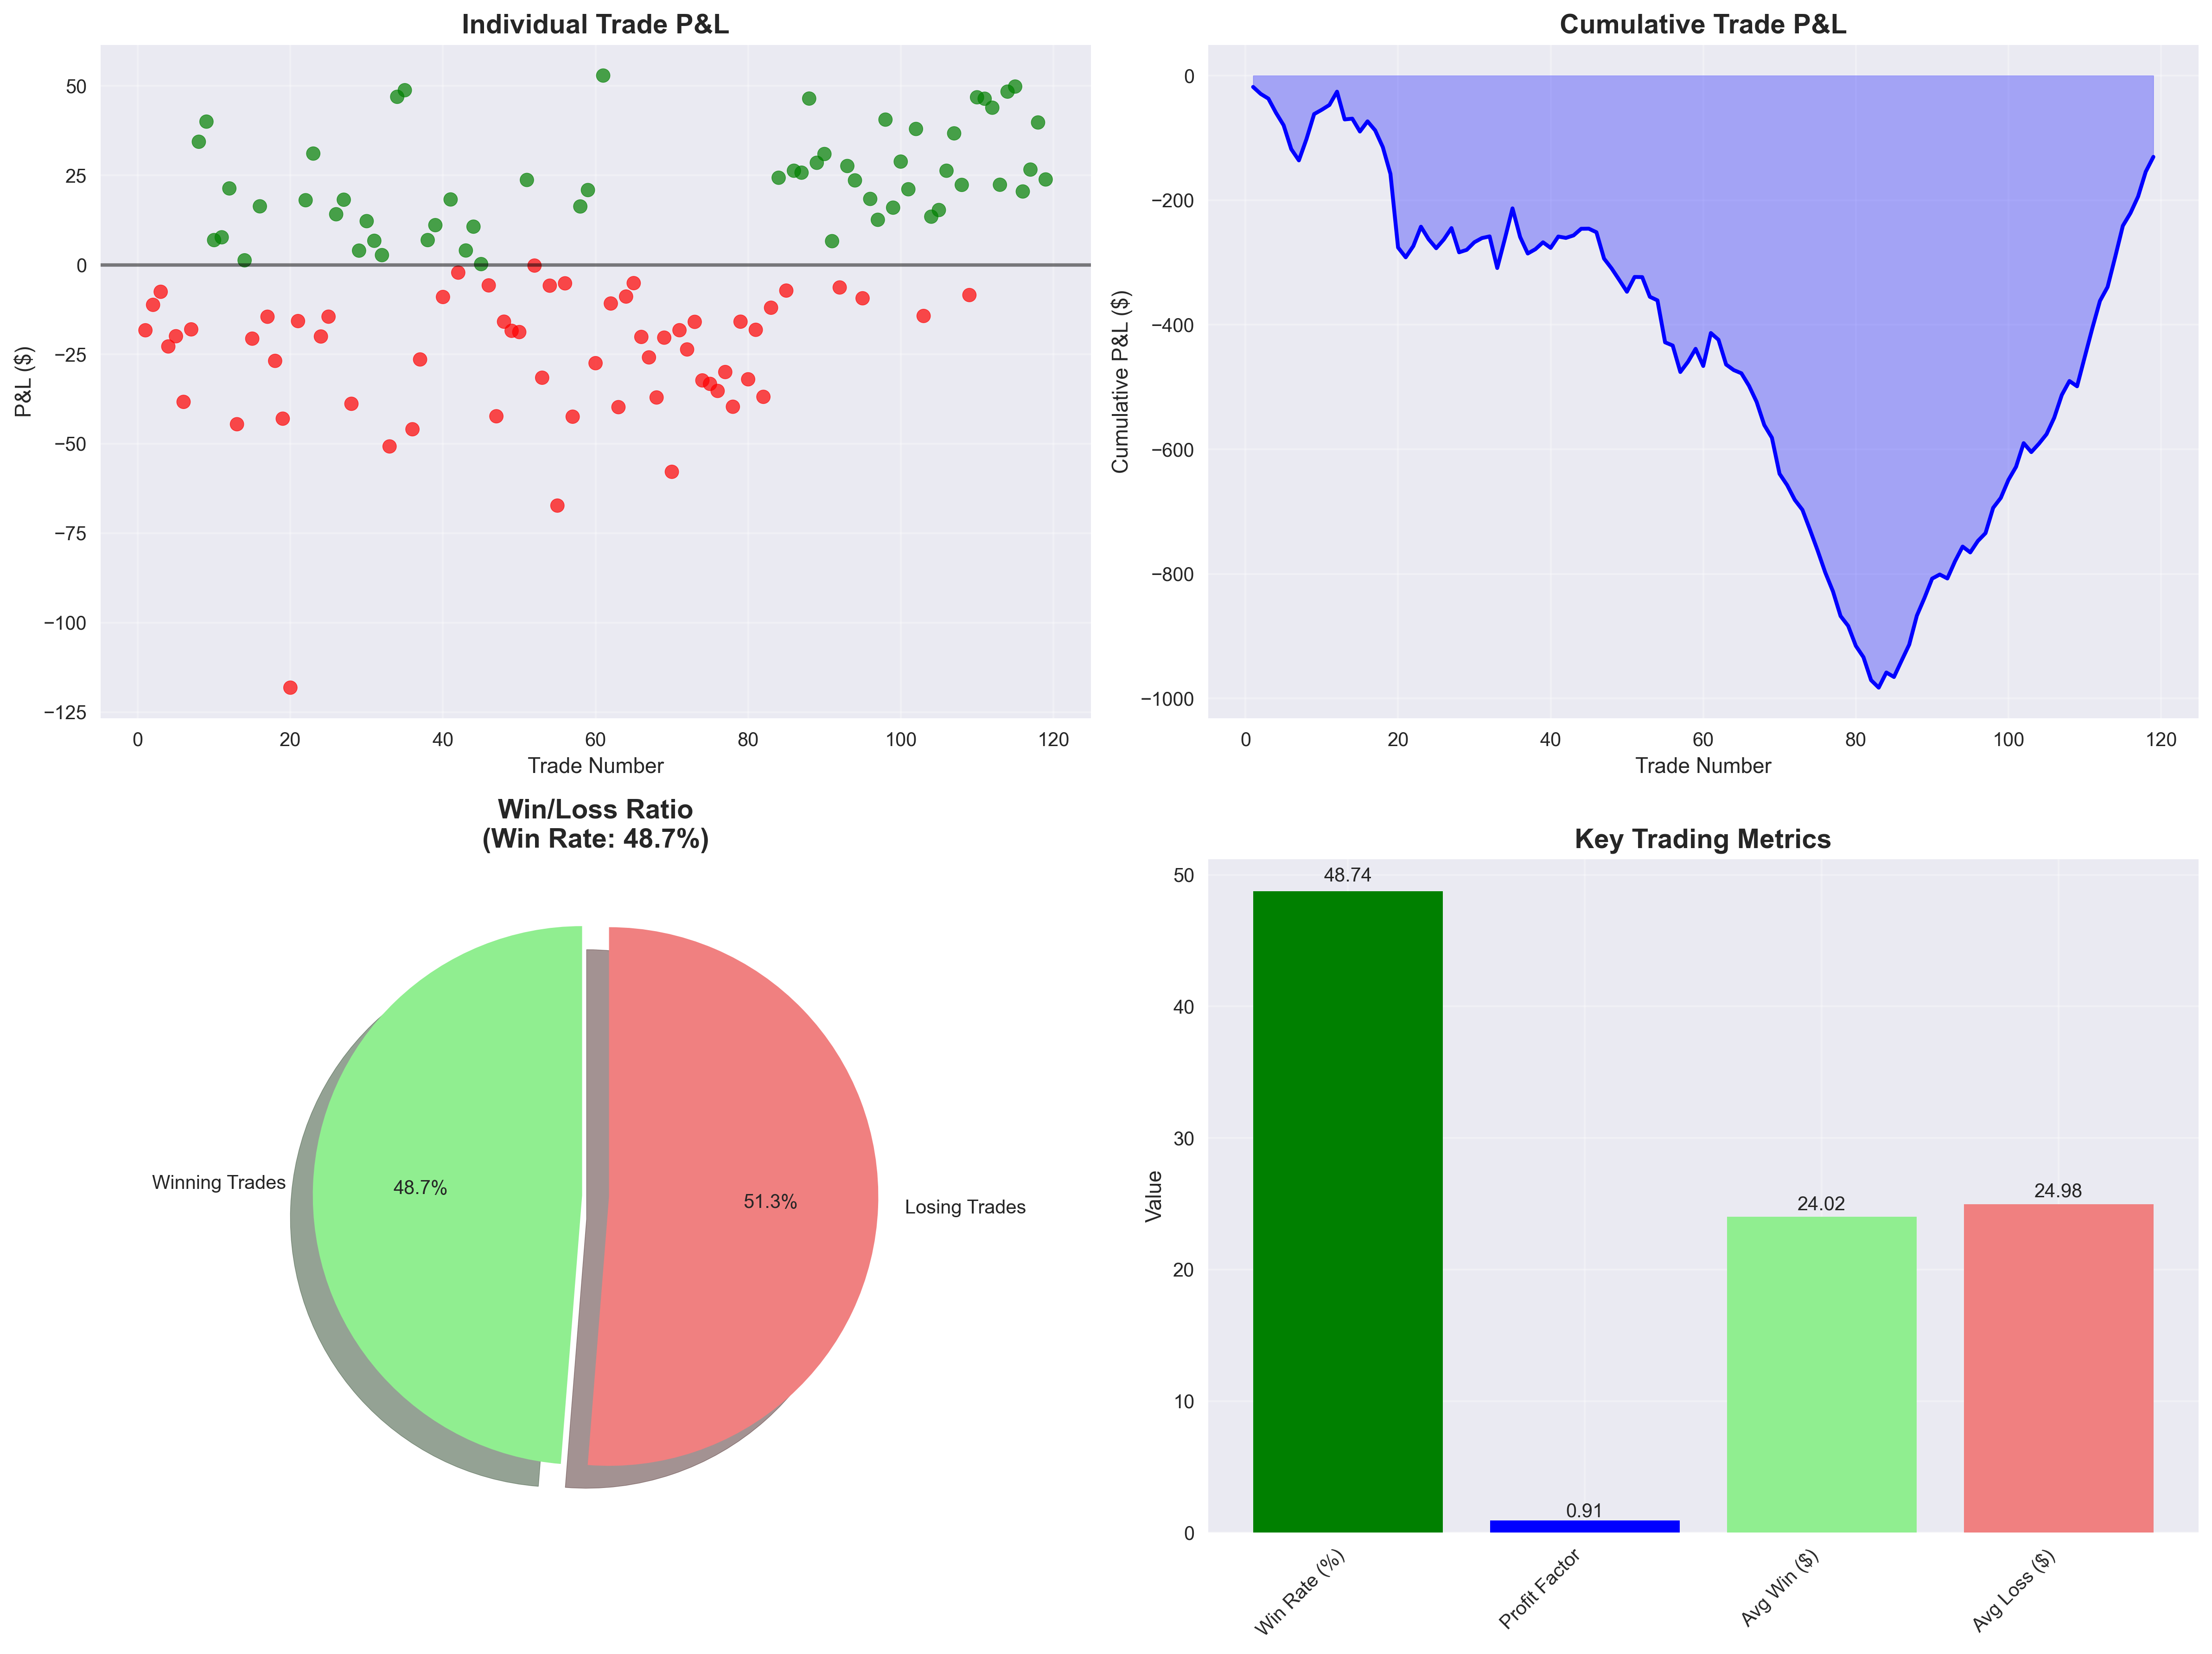 Individual Trade P&L
50
25
0
−25
−50
−75
−100
−125
P&L ($)
0
20
40
60
80
100
120
Trade Number
Cumulative Trade P&L
0
−200
−400
−600
−800
−1000
Cumulative P&L ($)
0
20
40
60
80
100
120
Trade Number
Win/Loss Ratio
(Win Rate: 48.7%)
Winning Trades
48.7%
51.3%
Losing Trades
Key Trading Metrics
50
40
30
20
10
0
Value
48.74
0.91
24.02
24.98
Win Rate (%)
Profit Factor
Avg Win ($)
Avg Loss ($)